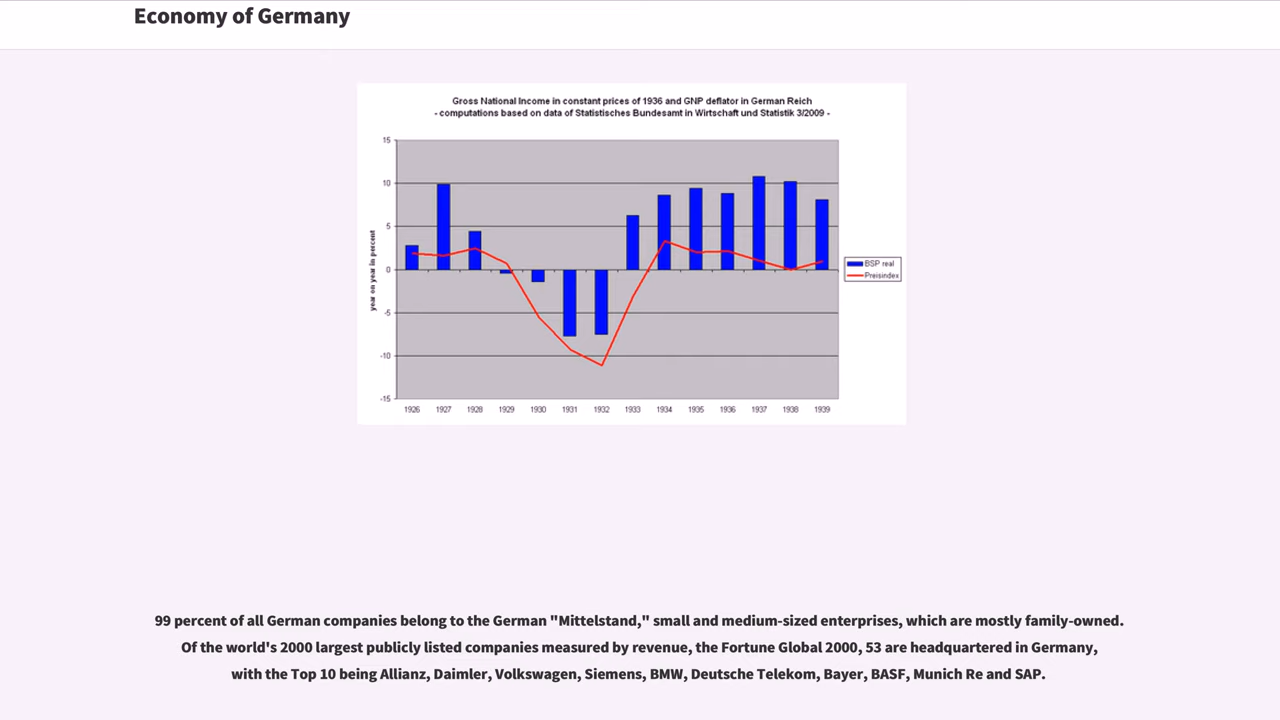 Economy of Germany
Gross National Income in constant prices of 1936 and GNP deflator in German Reich
- computations based on data of Statistisches Bundesamt in Wirtschaft und Statistik 3/2009 -
15
10
5
0
-5
-10
-15
year on year in percent
1926 1927 1928 1929 1930 1931 1932 1933 1934 1935 1936 1937 1938 1939
BSP real
Preisindex
99 percent of all German companies belong to the German "Mittelstand," small and medium-sized enterprises, which are mostly family-owned.
Of the world's 2000 largest publicly listed companies measured by revenue, the Fortune Global 2000, 53 are headquartered in Germany,
with the Top 10 being Allianz, Daimler, Volkswagen, Siemens, BMW, Deutsche Telekom, Bayer, BASF, Munich Re and SAP.